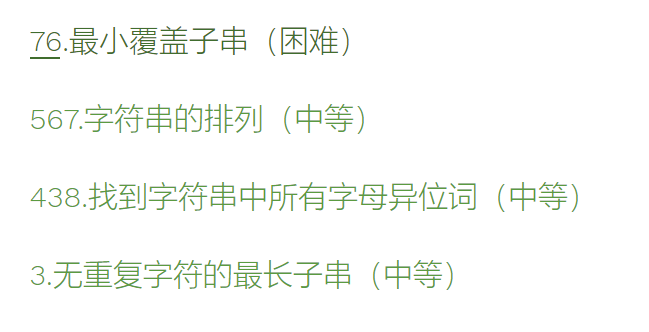 76.最小覆盖子串（困难）
567.字符串的排列（中等）
438.找到字符串中所有字母异位词（中等）
3.无重复字符的最长子串（中等）